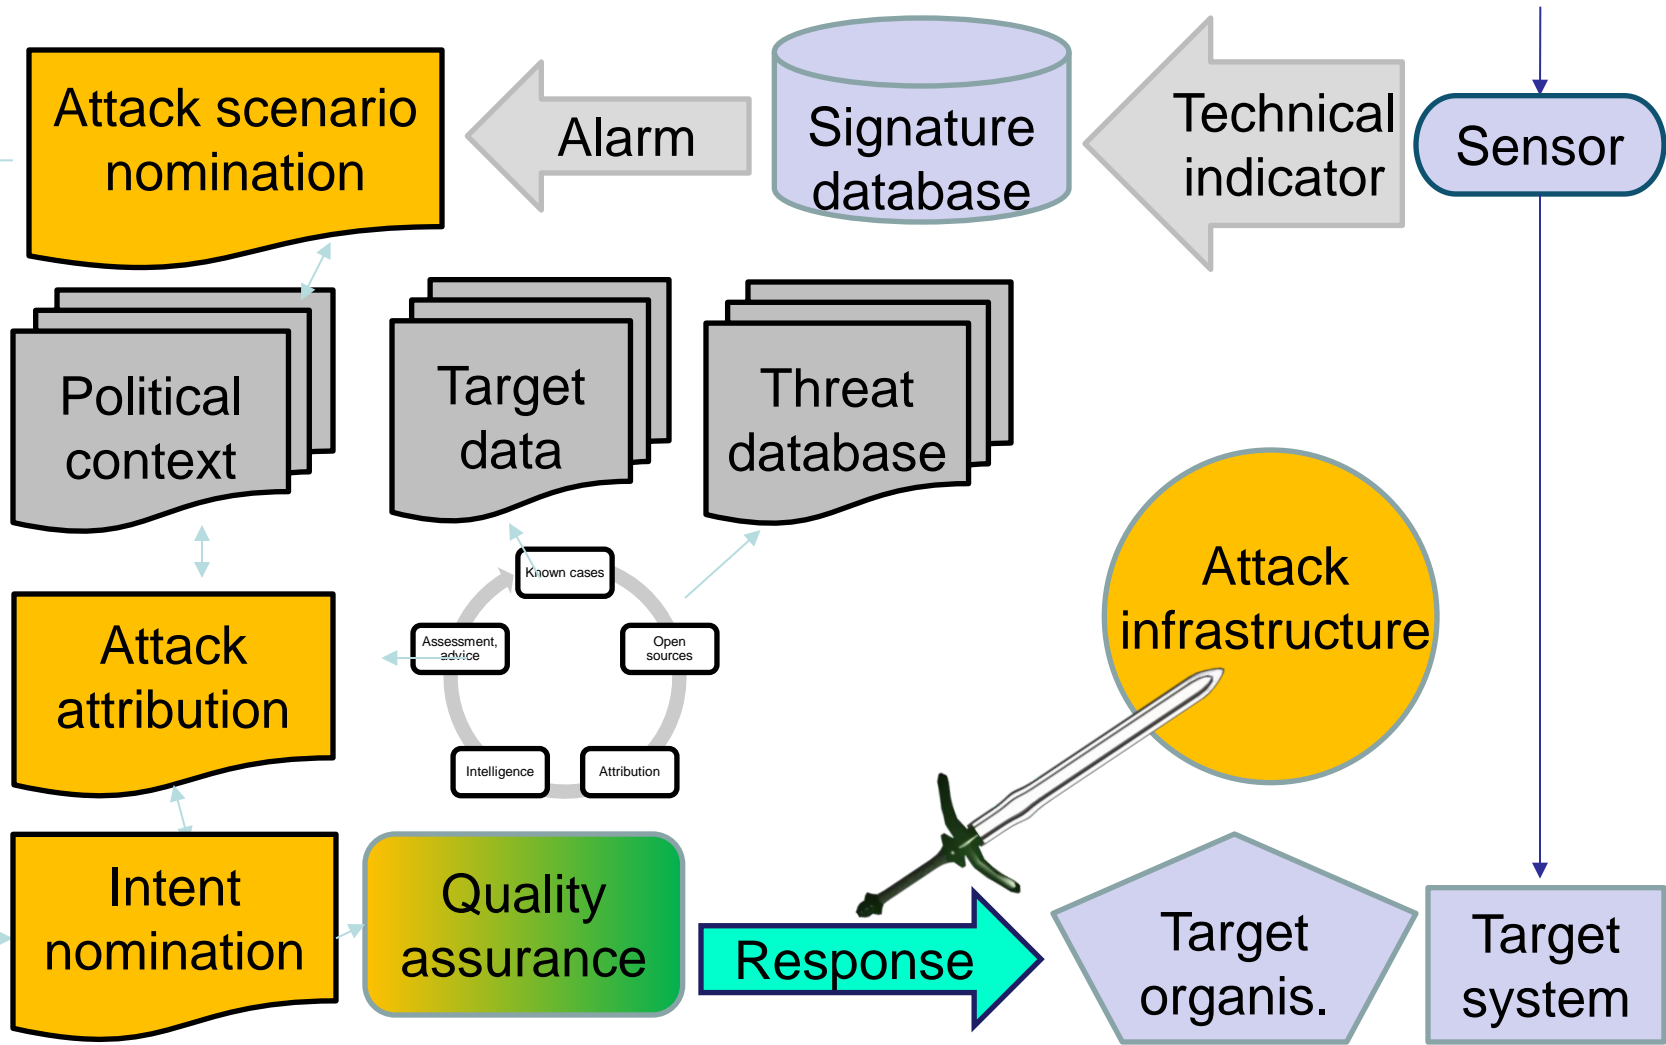 Attack scenario
nomination
Alarm
Signature
database
Technical
indicator
Sensor
Political
context
Target
data
Threat
database
Attack
infrastructure
Known cases
Open
sources
Attribution
Intelligence
Assessment,
advice
Attack
attribution
Intent
nomination
Quality
assurance
Response
Target
organis.
Target
system